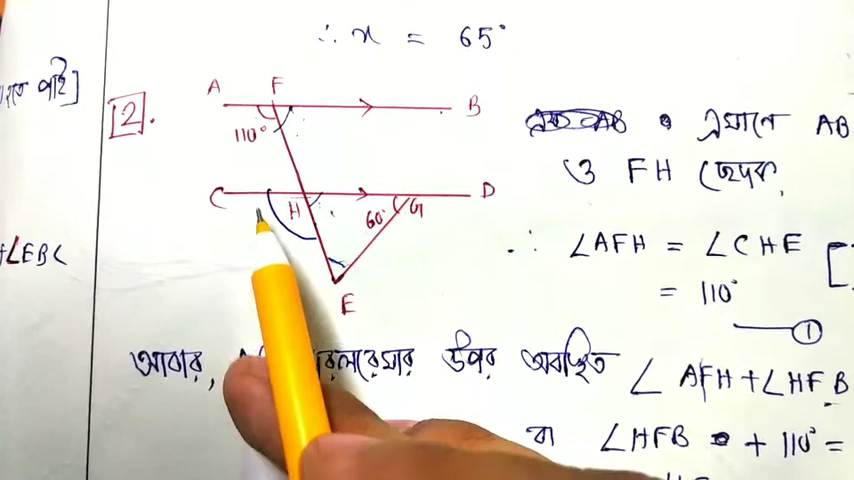 ∴ x = 65°
পাই]
2.
A F B
110°
এখানে AB
ও FH ছেদক
C H G D
60°
E
+∠EBC
∴ ∠AFH = ∠CHE
= 110°
1
আবার,
সরলরেখার উপর অবস্থিত ∠AFH+∠HFB
বা ∠HFB + 110° =